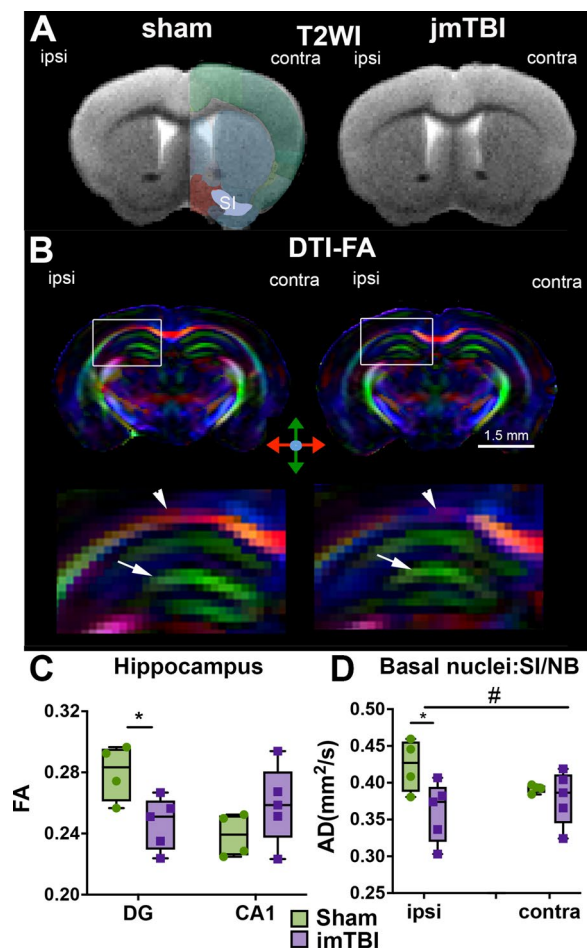 A sham T2WI jmTBI
ipsi contra ipsi
SI
B DTI-FA
ipsi contra ipsi contra
1.5 mm
C Hippocampus
FA
0.32
0.28
0.24
0.20
*
DG CA1
D Basal nuclei:SI/NB
AD(mm²/s)
0.50
0.45
0.40
0.35
0.30
0.25
#
*
ipsi contra
Sham
jmTBI